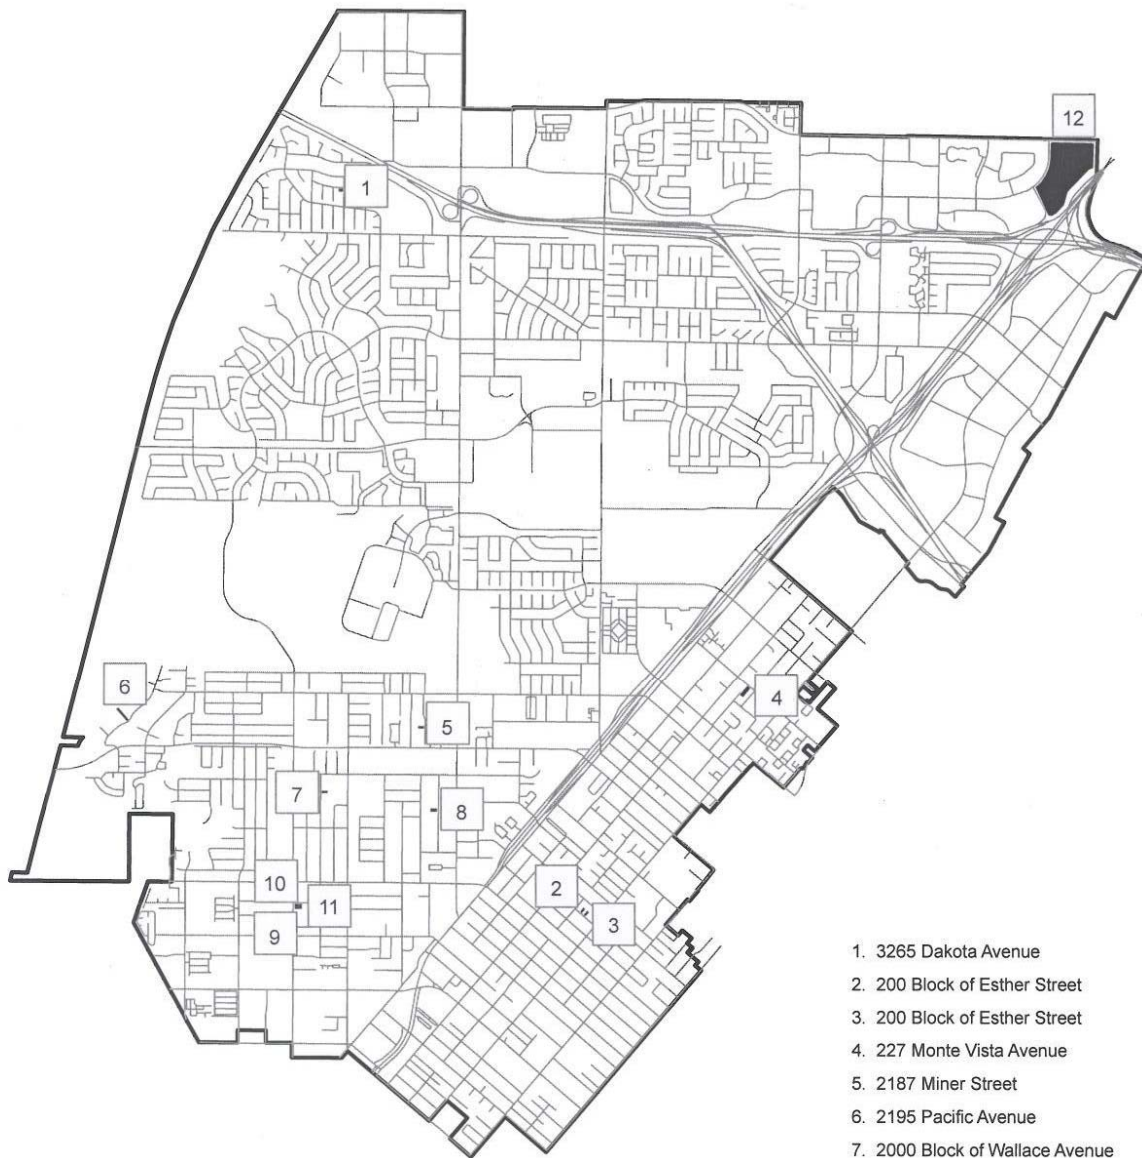 12
1
6
4
5
7
8
10
2
11
9
3
1. 3265 Dakota Avenue
2. 200 Block of Esther Street
3. 200 Block of Esther Street
4. 227 Monte Vista Avenue
5. 2187 Miner Street
6. 2195 Pacific Avenue
7. 2000 Block of Wallace Avenue